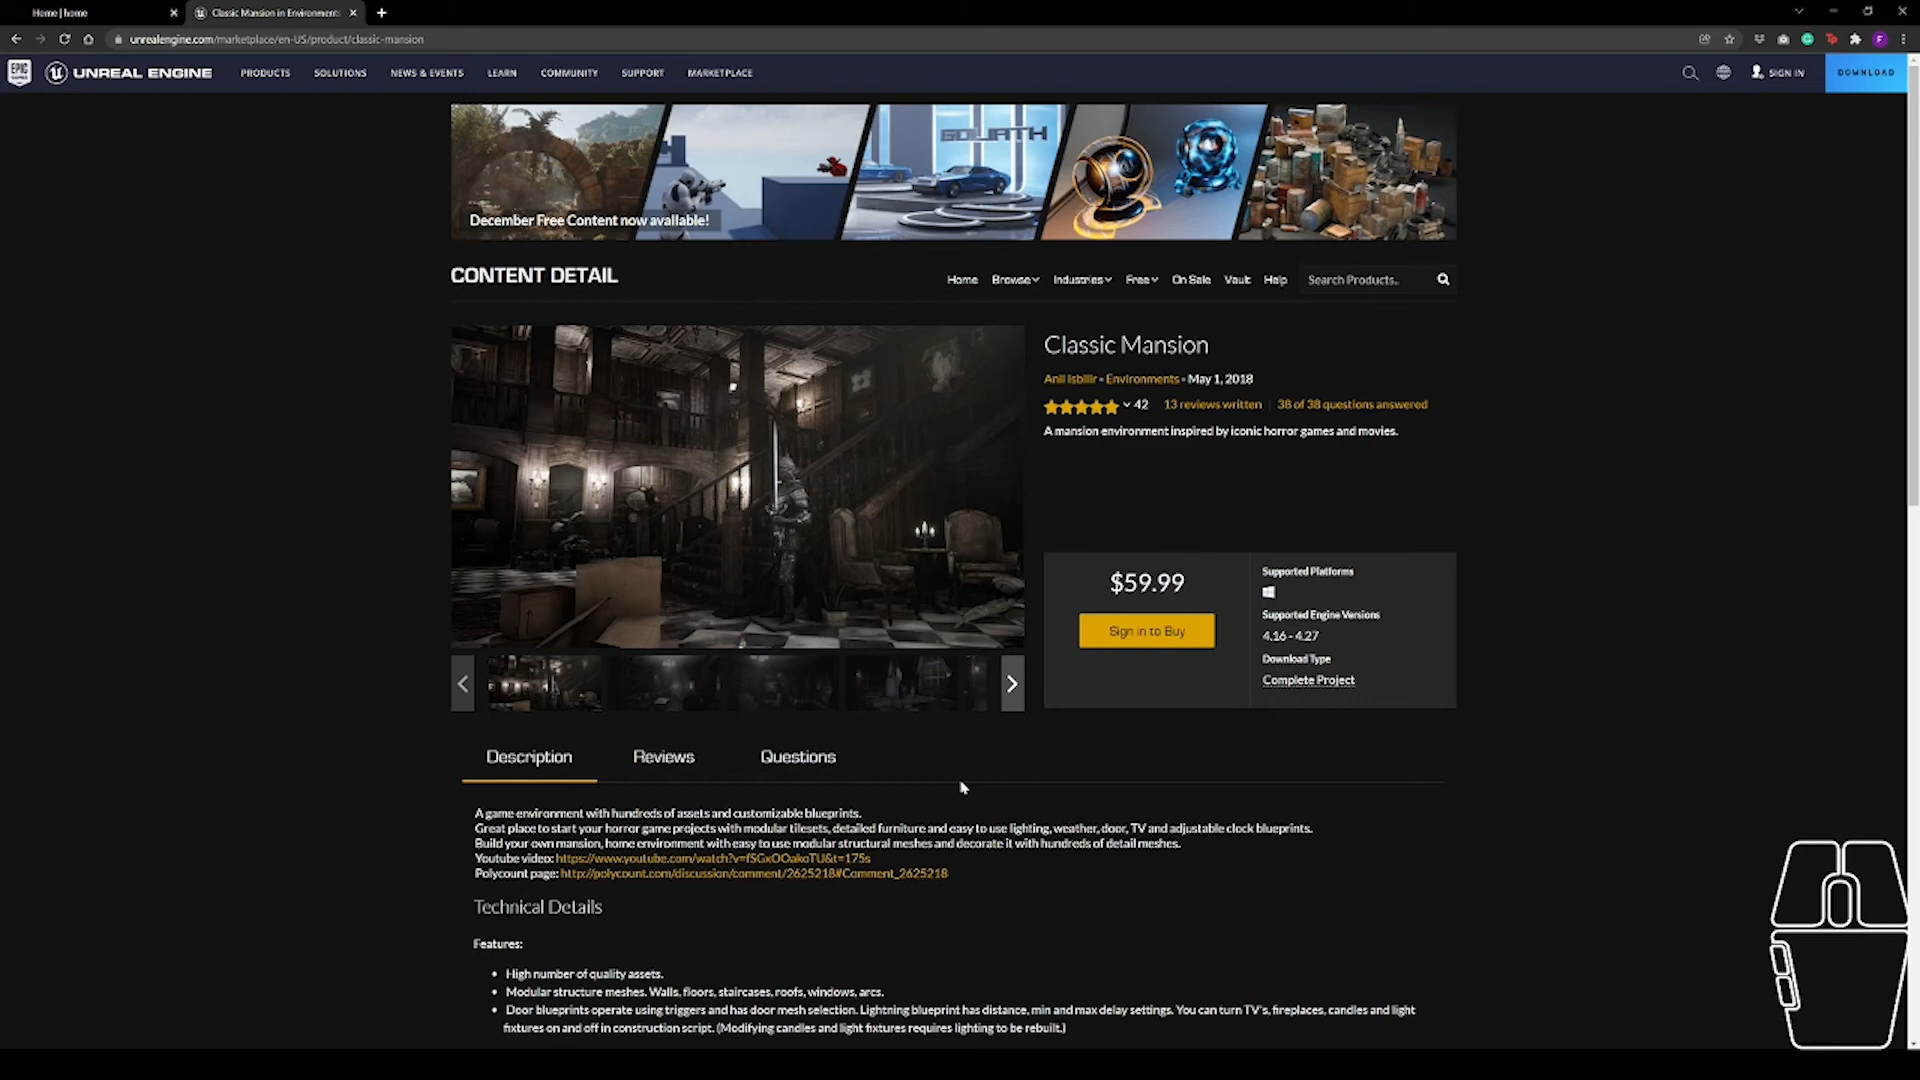 Home | home
Classic Mansion in Environments
unrealengine.com/marketplace/en-US/product/classic-mansion
EPIC GAMES
UNREAL ENGINE
PRODUCTS
SOLUTIONS
NEWS & EVENTS
LEARN
COMMUNITY
SUPPORT
MARKETPLACE
SIGN IN
DOWNLOAD
GOLIATH
December Free Content now available!
CONTENT DETAIL
Home
Browse
Industries
Free
On Sale
Vault
Help
Search Products..
Classic Mansion
Anil Isbilir - Environments - May 1, 2018
42
13 reviews written
38 of 38 questions answered
A mansion environment inspired by iconic horror games and movies.
$59.99
Sign in to Buy
Supported Platforms
Supported Engine Versions
4.16 - 4.27
Download Type
Complete Project
Description
Reviews
Questions
A game environment with hundreds of assets and customizable blueprints.
Great place to start your horror game projects with modular tilesets, detailed furniture and easy to use lighting, weather, door, TV and adjustable clock blueprints.
Build your own mansion, home environment with easy to use modular structural meshes and decorate it with hundreds of detail meshes.
Youtube video: https://www.youtube.com/watch?v=fSGxOOakoTU&t=175s
Polycount page: http://polycount.com/discussion/comment/2625218#Comment_2625218
Technical Details
Features:
• High number of quality assets.
• Modular structure meshes. Walls, floors, staircases, roofs, windows, arcs.
• Door blueprints operate using triggers and has door mesh selection. Lightning blueprint has distance, min and max delay settings. You can turn TV's, fireplaces, candles and light
fixtures on and off in construction script. (Modifying candles and light fixtures requires lighting to be rebuilt.)